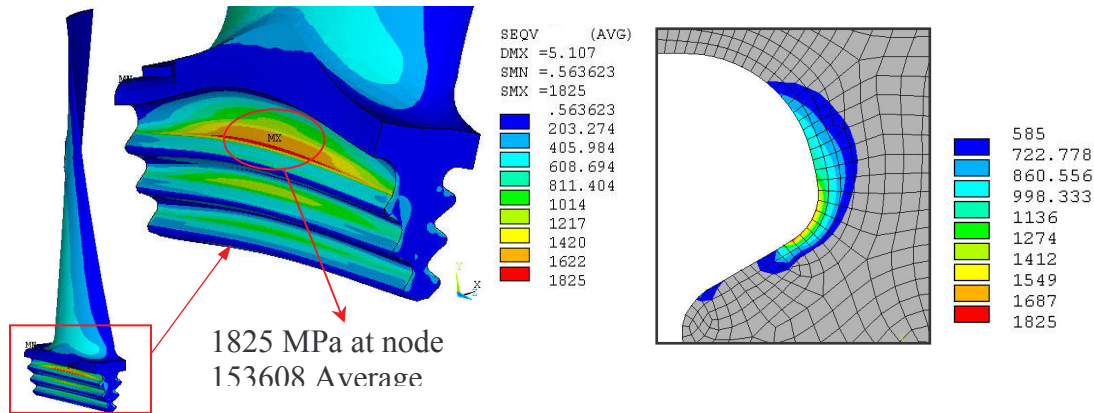 SEQV (AVG)
DMX =5.107
SMN =.563623
SMX =1825
.563623
203.274
405.984
608.694
811.404
1014
1217
1420
1622
1825
MN
MX
Y
X
Z
1825 MPa at node
153608 Average
MN
585
722.778
860.556
998.333
1136
1274
1412
1549
1687
1825